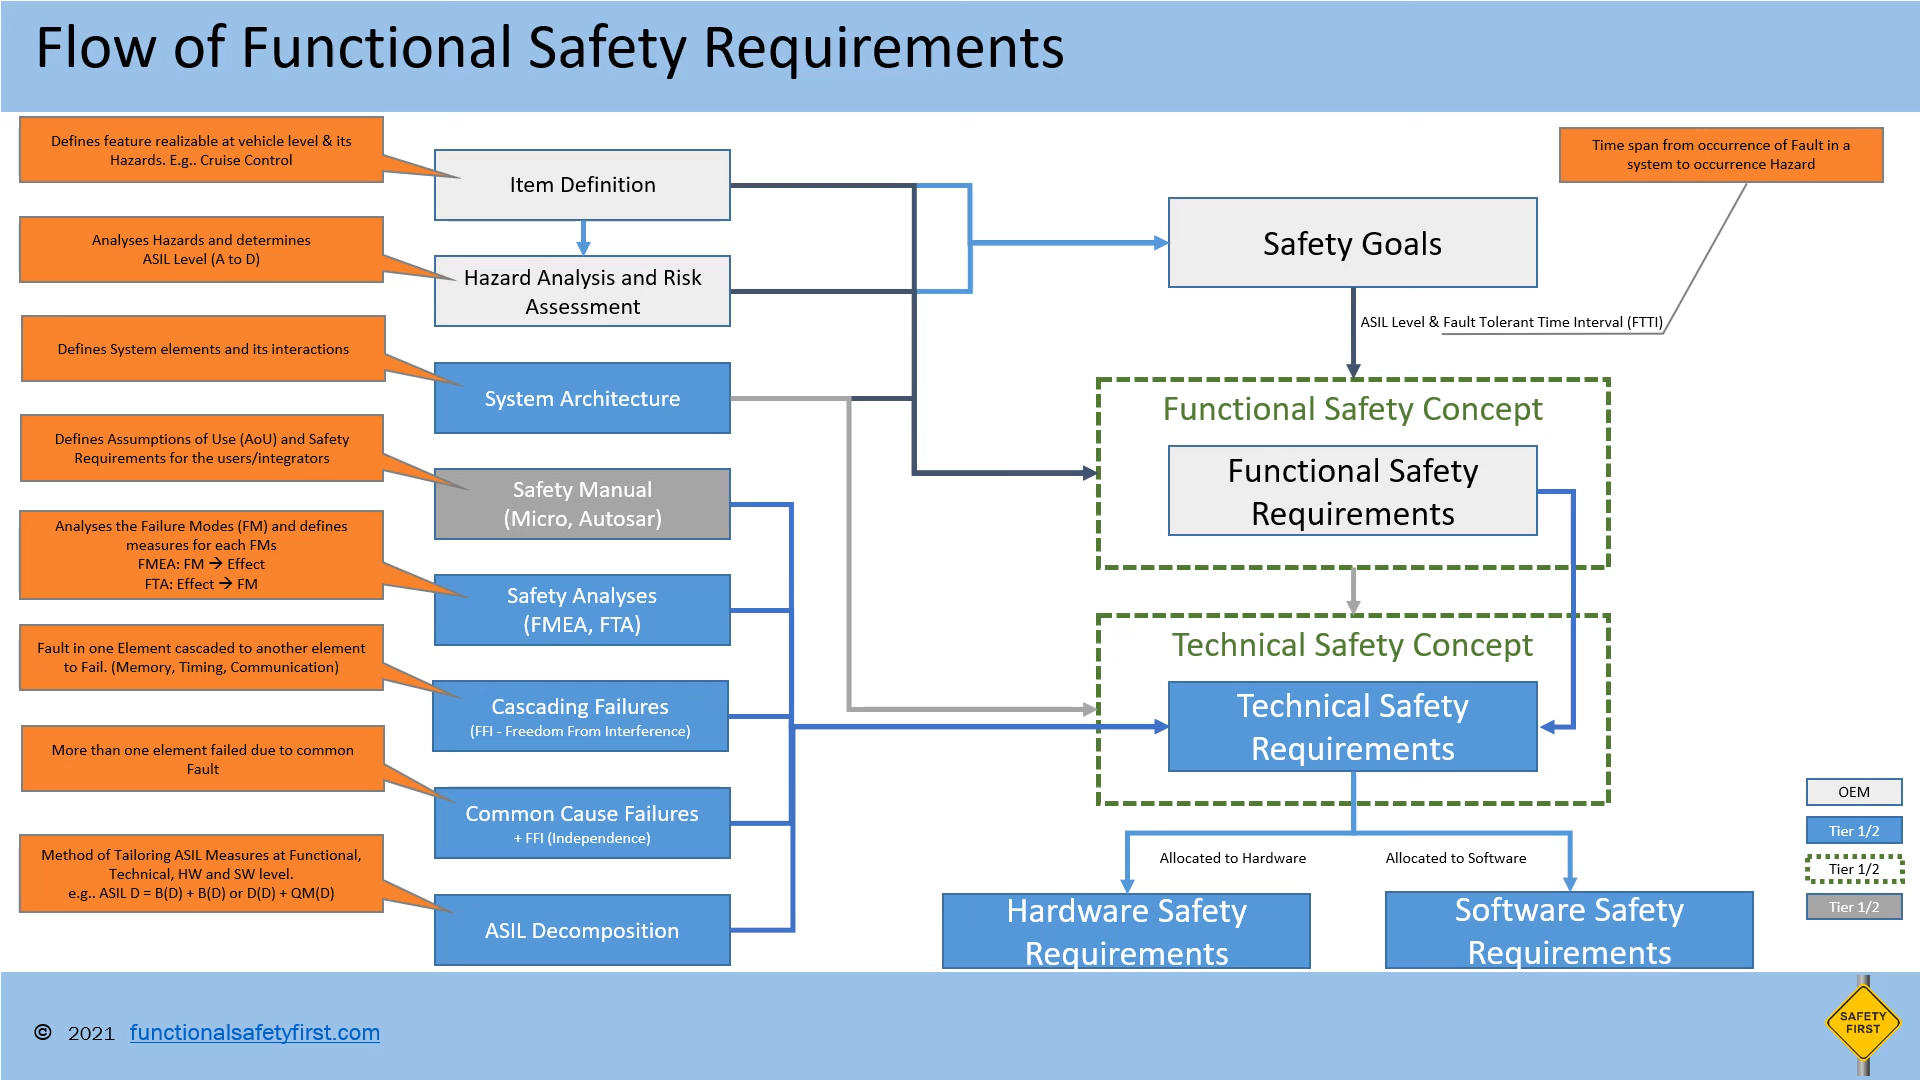 Flow of Functional Safety Requirements
Defines feature realizable at vehicle level & its
Hazards. E.g.. Cruise Control
Item Definition
Analyses Hazards and determines
ASIL Level (A to D)
Hazard Analysis and Risk
Assessment
Defines System elements and its interactions
System Architecture
Defines Assumptions of Use (AoU) and Safety
Requirements for the users/integrators
Safety Manual
(Micro, Autosar)
Analyses the Failure Modes (FM) and defines
measures for each FMs
FMEA: FM → Effect
FTA: Effect → FM
Safety Analyses
(FMEA, FTA)
Fault in one Element cascaded to another element
to Fail. (Memory, Timing, Communication)
Cascading Failures
(FFI - Freedom From Interference)
More than one element failed due to common
Fault
Common Cause Failures
+ FFI (Independence)
Method of Tailoring ASIL Measures at Functional,
Technical, HW and SW level.
e.g.. ASIL D = B(D) + B(D) or D(D) + QM(D)
ASIL Decomposition
Time span from occurrence of Fault in a
system to occurrence Hazard
Safety Goals
ASIL Level & Fault Tolerant Time Interval (FTTI)
Functional Safety Concept
Functional Safety
Requirements
Technical Safety Concept
Technical Safety
Requirements
Allocated to Hardware
Allocated to Software
Hardware Safety
Requirements
Software Safety
Requirements
OEM
Tier 1/2
Tier 1/2
Tier 1/2
© 2021 functionalsafetyfirst.com
SAFETY
FIRST